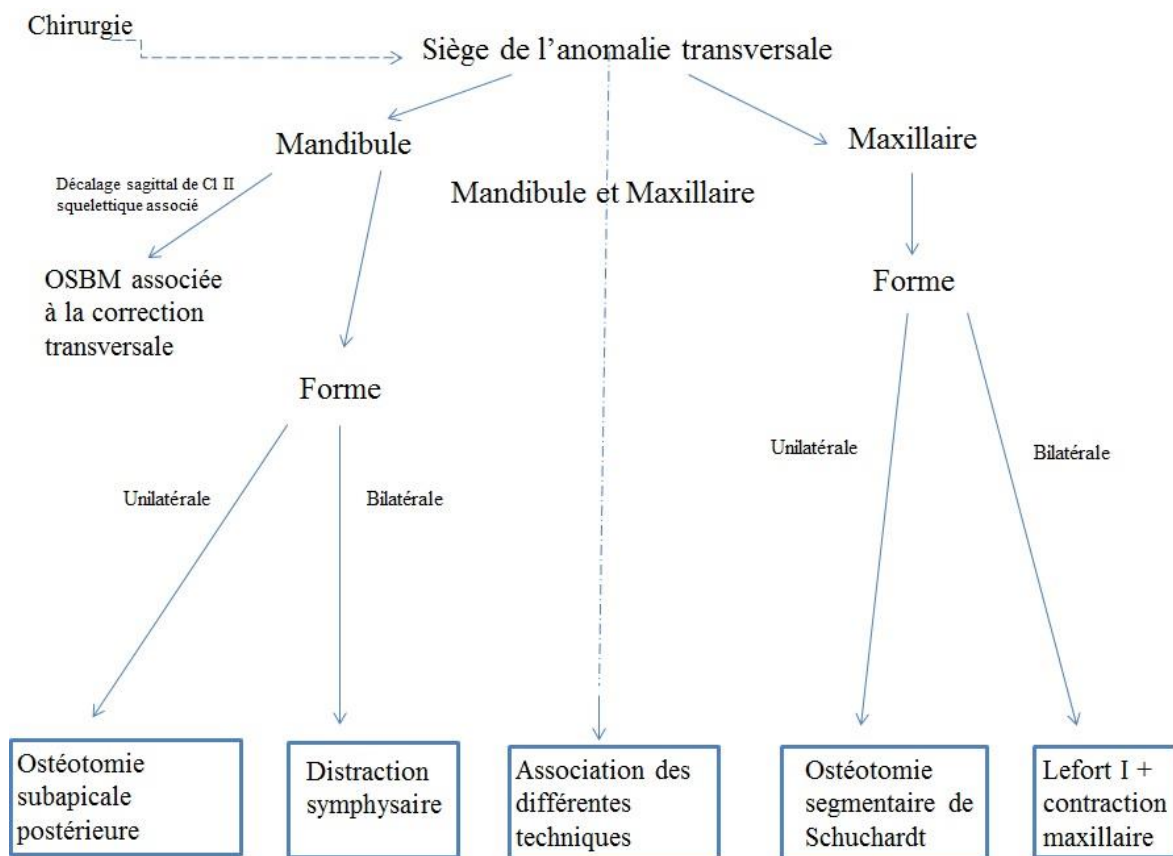 Chirurgie
Siège de l’anomalie transversale
Mandibule
Maxillaire
Décalage sagittal de Cl II
squelettique associé
Mandibule et Maxillaire
OSBM associée
à la correction
transversale
Forme
Forme
Unilatérale
Bilatérale
Unilatérale
Bilatérale
Ostéotomie
subapicale
postérieure
Distraction
symphysaire
Association des
différentes
techniques
Ostéotomie
segmentaire de
Schuchardt
Lefort I +
contraction
maxillaire